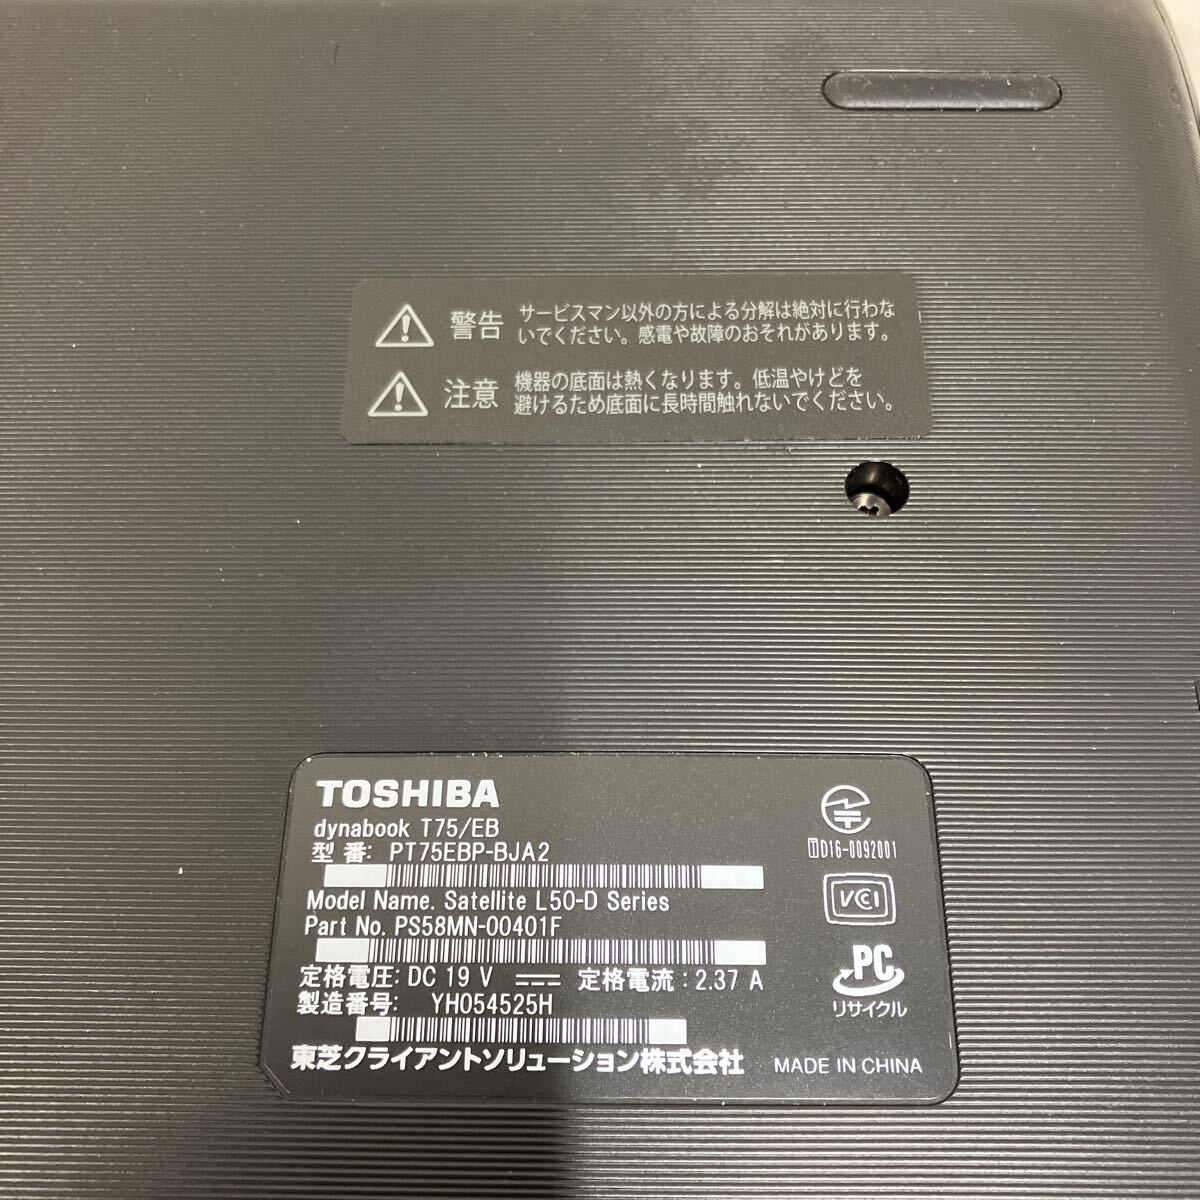 警告 サービスマン以外の方による分解は絶対に行わな
いでください。感電や故障のおそれがあります。
注意 機器の底面は熱くなります。低温やけどを
避けるため底面に長時間触れないでください。
TOSHIBA
dynabook T75/EB
型 番: PT75EBP-BJA2
Model Name. Satellite L50-D Series
Part No. PS58MN-00401F
定格電圧: DC 19 V 定格電流: 2.37 A
製造番号: YH054525H
東芝クライアントソリューション株式会社
MADE IN CHINA
T D16-0092001
VCI
PC
リサイクル